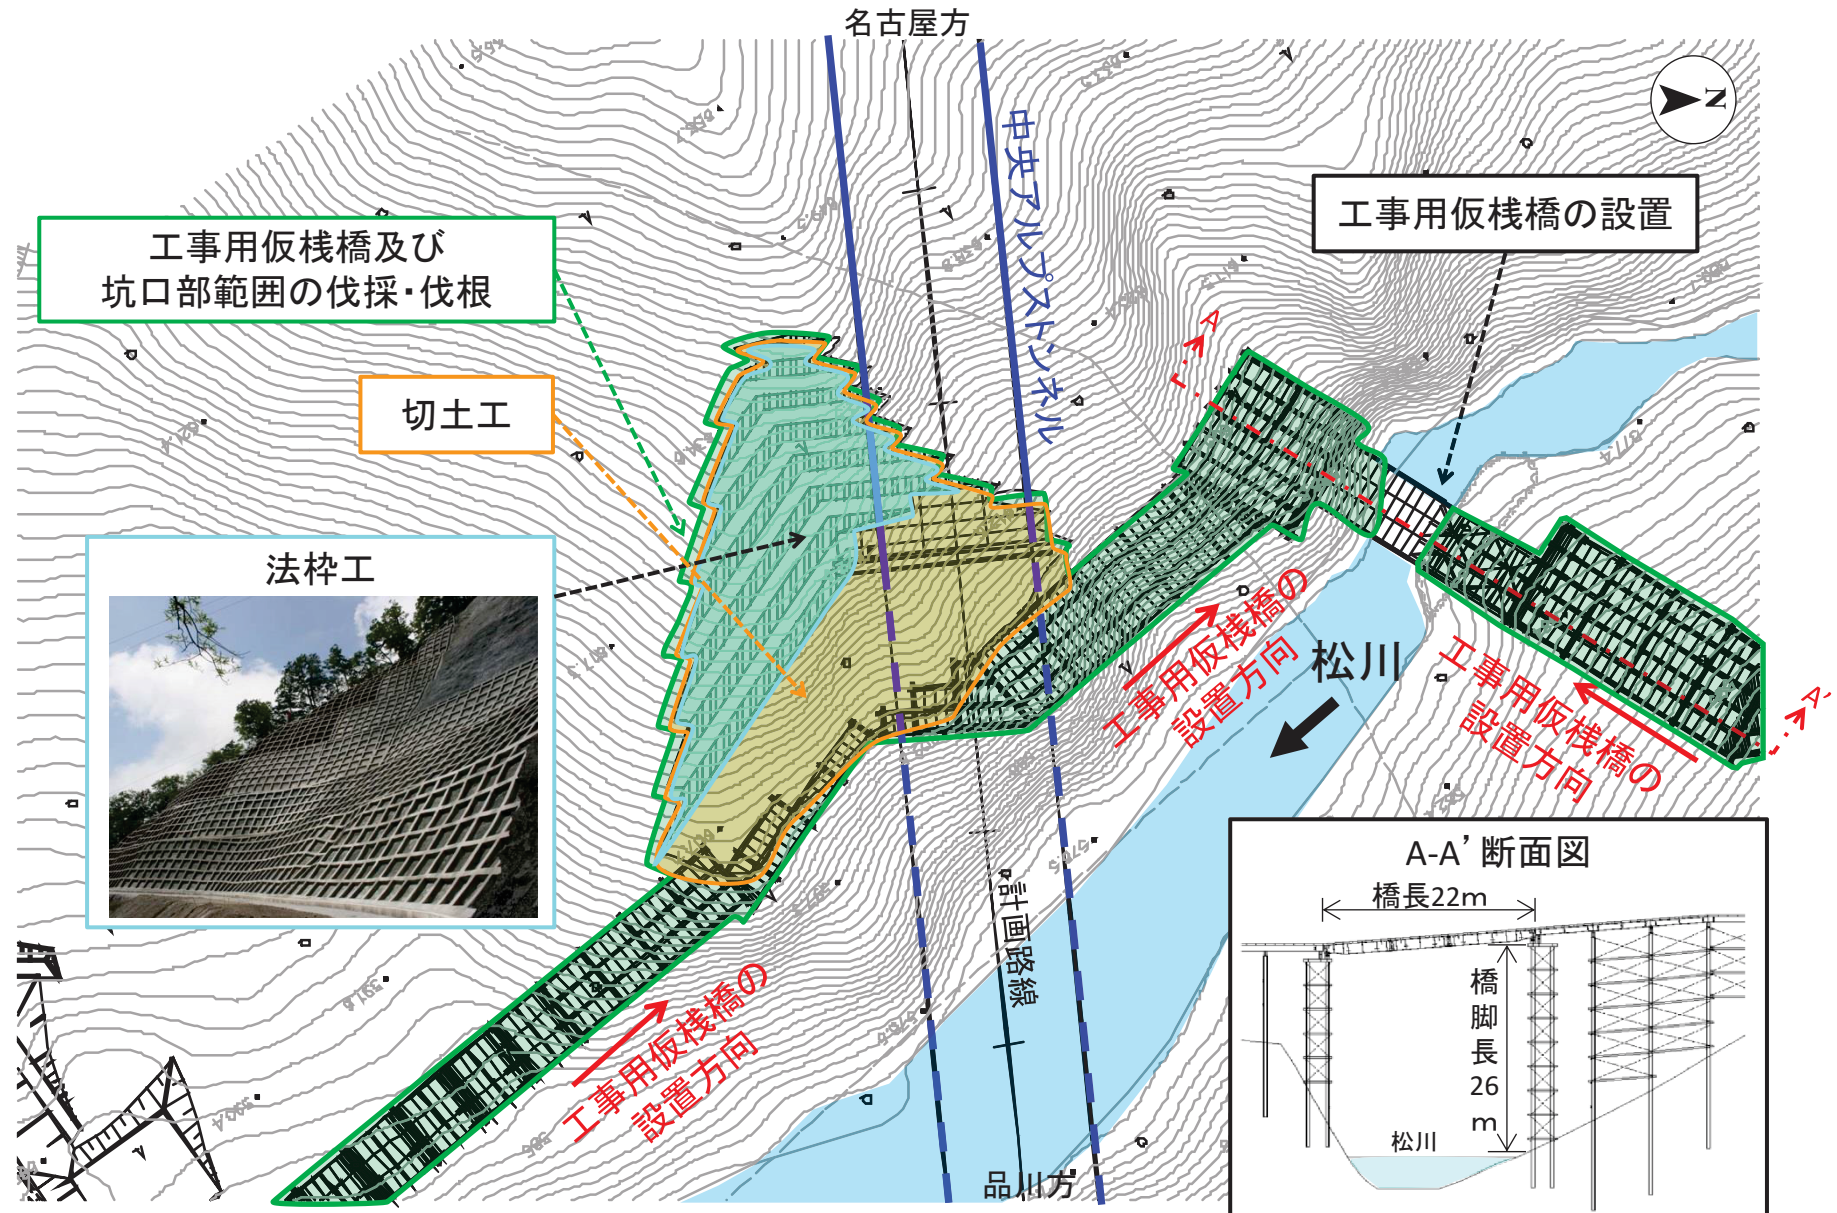 名古屋方
N
中央アルプストンネル
工事用仮桟橋の設置
工事用仮桟橋及び
坑口部範囲の伐採・伐根
切土工
法枠工
A
A'
工事用仮桟橋の
設置方向
松川
工事用仮桟橋の
設置方向
工事用仮桟橋の
設置方向
計画路線
品川方
A-A’断面図
橋長22m
橋脚長26m
松川